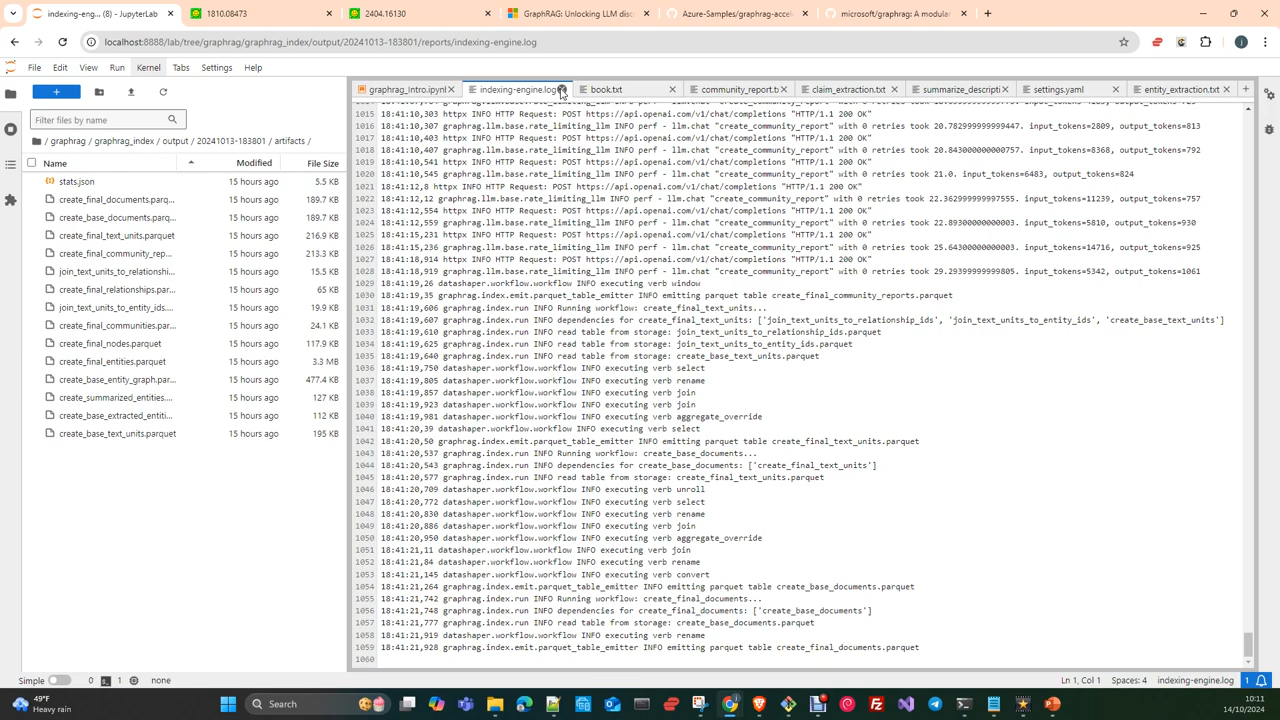 indexing-engine... (8) - JupyterLab
1810.08473
2404.16130
GraphRAG: Unlocking LLM disc
Azure-Samples/graphrag-accele
microsoft/graphrag: A modular
localhost:8888/lab/tree/graphrag/graphrag_index/output/20241013-183801/reports/indexing-engine.log
File Edit View Run Kernel Tabs Settings Help
graphrag_Intro.ipynl
indexing-engine.log
book.txt
community_report.t
claim_extraction.txt
summarize_descripti
settings.yaml
entity_extraction.txt
Filter files by name
/ graphrag / graphrag_index / output / 20241013-183801 / artifacts /
Name Modified File Size
stats.json 15 hours ago 5.5 KB
create_final_documents.parq... 15 hours ago 189.7 KB
create_base_documents.parq... 15 hours ago 189.7 KB
create_final_text_units.parquet 15 hours ago 216.9 KB
create_final_community_rep... 15 hours ago 213.3 KB
join_text_units_to_relationshi... 15 hours ago 15.5 KB
create_final_relationships.parquet 15 hours ago 65 KB
join_text_units_to_entity_ids.... 15 hours ago 19.9 KB
create_final_communities.par... 15 hours ago 24.1 KB
create_final_nodes.parquet 15 hours ago 117.9 KB
create_final_entities.parquet 15 hours ago 3.3 MB
create_base_entity_graph.par... 15 hours ago 477.4 KB
create_summarized_entities.... 15 hours ago 127 KB
create_base_extracted_entiti... 15 hours ago 112 KB
create_base_text_units.parquet 15 hours ago 195 KB
1015 18:41:10,303 httpx INFO HTTP Request: POST https://api.openai.com/v1/chat/completions "HTTP/1.1 200 OK"
1016 18:41:10,307 graphrag.llm.base.rate_limiting_llm INFO perf - llm.chat "create_community_report" with 0 retries took 20.782999999999447. input_tokens=2809, output_tokens=813
1017 18:41:10,403 httpx INFO HTTP Request: POST https://api.openai.com/v1/chat/completions "HTTP/1.1 200 OK"
1018 18:41:10,407 graphrag.llm.base.rate_limiting_llm INFO perf - llm.chat "create_community_report" with 0 retries took 20.843000000000757. input_tokens=8368, output_tokens=792
1019 18:41:10,541 httpx INFO HTTP Request: POST https://api.openai.com/v1/chat/completions "HTTP/1.1 200 OK"
1020 18:41:10,545 graphrag.llm.base.rate_limiting_llm INFO perf - llm.chat "create_community_report" with 0 retries took 21.0. input_tokens=6483, output_tokens=824
1021 18:41:12,8 httpx INFO HTTP Request: POST https://api.openai.com/v1/chat/completions "HTTP/1.1 200 OK"
1022 18:41:12,12 graphrag.llm.base.rate_limiting_llm INFO perf - llm.chat "create_community_report" with 0 retries took 22.362999999997555. input_tokens=11239, output_tokens=757
1023 18:41:12,554 httpx INFO HTTP Request: POST https://api.openai.com/v1/chat/completions "HTTP/1.1 200 OK"
1024 18:41:12,559 graphrag.llm.base.rate_limiting_llm INFO perf - llm.chat "create_community_report" with 0 retries took 22.89300000000003. input_tokens=5810, output_tokens=930
1025 18:41:15,231 httpx INFO HTTP Request: POST https://api.openai.com/v1/chat/completions "HTTP/1.1 200 OK"
1026 18:41:15,236 graphrag.llm.base.rate_limiting_llm INFO perf - llm.chat "create_community_report" with 0 retries took 25.64300000000003. input_tokens=14716, output_tokens=925
1027 18:41:18,914 httpx INFO HTTP Request: POST https://api.openai.com/v1/chat/completions "HTTP/1.1 200 OK"
1028 18:41:18,919 graphrag.llm.base.rate_limiting_llm INFO perf - llm.chat "create_community_report" with 0 retries took 29.29399999999805. input_tokens=5342, output_tokens=1061
1029 18:41:19,26 datashaper.workflow.workflow INFO executing verb window
1030 18:41:19,35 graphrag.index.emit.parquet_table_emitter INFO emitting parquet table create_final_community_reports.parquet
1031 18:41:19,606 graphrag.index.run INFO Running workflow: create_final_text_units...
1032 18:41:19,607 graphrag.index.run INFO dependencies for create_final_text_units: ['join_text_units_to_relationship_ids', 'join_text_units_to_entity_ids', 'create_base_text_units']
1033 18:41:19,610 graphrag.index.run INFO read table from storage: join_text_units_to_relationship_ids.parquet
1034 18:41:19,625 graphrag.index.run INFO read table from storage: join_text_units_to_entity_ids.parquet
1035 18:41:19,640 graphrag.index.run INFO read table from storage: create_base_text_units.parquet
1036 18:41:19,750 datashaper.workflow.workflow INFO executing verb select
1037 18:41:19,805 datashaper.workflow.workflow INFO executing verb rename
1038 18:41:19,857 datashaper.workflow.workflow INFO executing verb join
1039 18:41:19,923 datashaper.workflow.workflow INFO executing verb join
1040 18:41:19,981 datashaper.workflow.workflow INFO executing verb aggregate_override
1041 18:41:20,39 datashaper.workflow.workflow INFO executing verb select
1042 18:41:19,50 graphrag.index.emit.parquet_table_emitter INFO emitting parquet table create_final_text_units.parquet
1043 18:41:20,537 graphrag.index.run INFO Running workflow: create_base_documents...
1044 18:41:20,543 graphrag.index.run INFO dependencies for create_base_documents: ['create_final_text_units']
1045 18:41:20,577 graphrag.index.run INFO read table from storage: create_final_text_units.parquet
1046 18:41:20,709 datashaper.workflow.workflow INFO executing verb unroll
1047 18:41:20,772 datashaper.workflow.workflow INFO executing verb select
1048 18:41:20,830 datashaper.workflow.workflow INFO executing verb rename
1049 18:41:20,886 datashaper.workflow.workflow INFO executing verb join
1050 18:41:20,950 datashaper.workflow.workflow INFO executing verb aggregate_override
1051 18:41:21,11 datashaper.workflow.workflow INFO executing verb join
1052 18:41:21,84 datashaper.workflow.workflow INFO executing verb rename
1053 18:41:21,145 datashaper.workflow.workflow INFO executing verb convert
1054 18:41:21,264 graphrag.index.emit.parquet_table_emitter INFO emitting parquet table create_base_documents.parquet
1055 18:41:21,742 graphrag.index.run INFO Running workflow: create_final_documents...
1056 18:41:21,748 graphrag.index.run INFO dependencies for create_final_documents: ['create_base_documents']
1057 18:41:21,777 graphrag.index.run INFO read table from storage: create_base_documents.parquet
1058 18:41:21,919 datashaper.workflow.workflow INFO executing verb rename
1059 18:41:21,928 graphrag.index.emit.parquet_table_emitter INFO emitting parquet table create_final_documents.parquet
1060
Simple 0 1 none Ln 1, Col 1 Spaces: 4 indexing-engine.log 1
49°F
Heavy rain
Search
10:11
14/10/2024